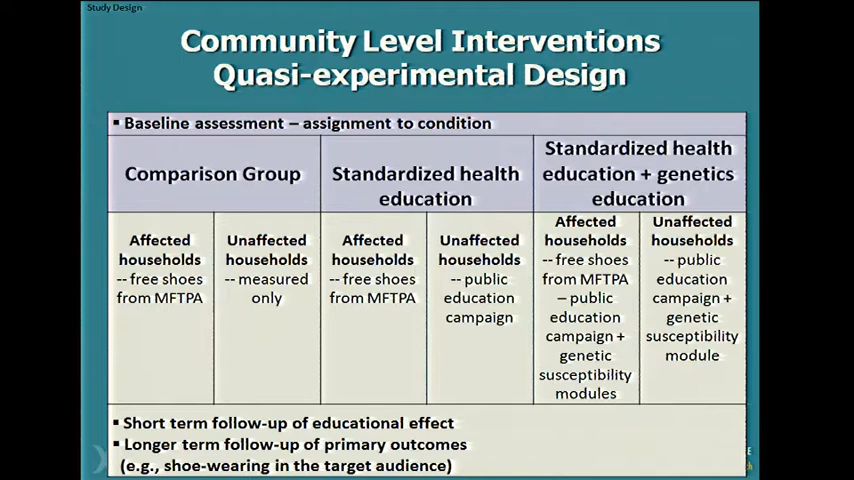 Study Design
Community Level Interventions
Quasi-experimental Design
▪ Baseline assessment – assignment to condition
Comparison Group
Standardized health
education
Standardized health
education + genetics
education
Affected
households
-- free shoes
from MFTPA
Unaffected
households
-- measured
only
Affected
households
-- free shoes
from MFTPA
Unaffected
households
-- public
education
campaign
Affected
households
-- free shoes
from MFTPA
– public
education
campaign +
genetic
susceptibility
modules
Unaffected
households
-- public
education
campaign +
genetic
susceptibility
module
▪ Short term follow-up of educational effect
▪ Longer term follow-up of primary outcomes
(e.g., shoe-wearing in the target audience)